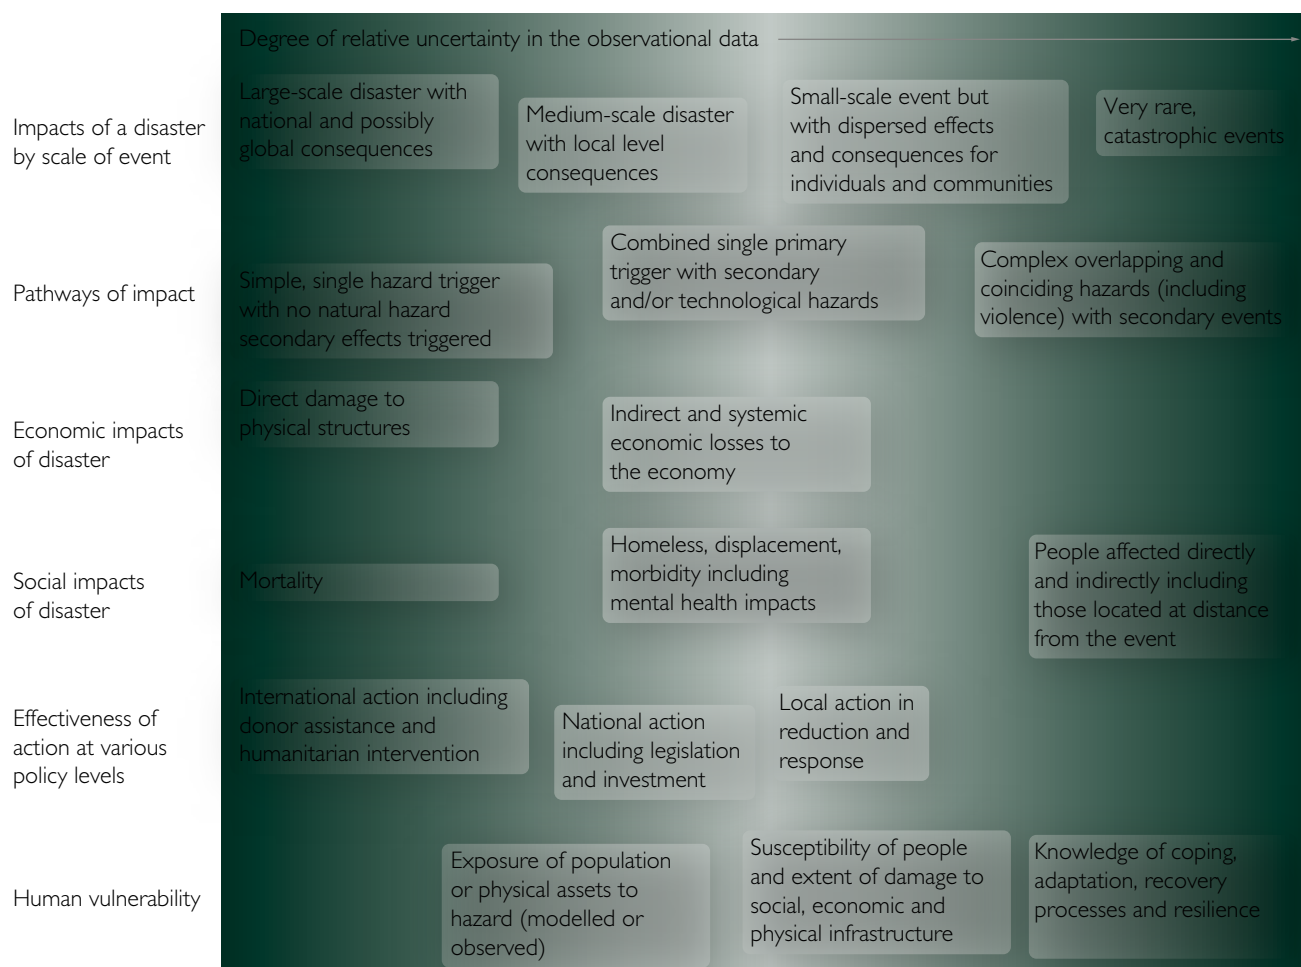 Degree of relative uncertainty in the observational data
Impacts of a disaster
by scale of event
Large-scale disaster with
national and possibly
global consequences
Medium-scale disaster
with local level
consequences
Small-scale event but
with dispersed effects
and consequences for
individuals and communities
Very rare,
catastrophic events
Pathways of impact
Simple, single hazard trigger
with no natural hazard
secondary effects triggered
Combined single primary
trigger with secondary
and/or technological hazards
Complex overlapping and
coinciding hazards (including
violence) with secondary events
Economic impacts
of disaster
Direct damage to
physical structures
Indirect and systemic
economic losses to
the economy
Social impacts
of disaster
Mortality
Homeless, displacement,
morbidity including
mental health impacts
People affected directly
and indirectly including
those located at distance
from the event
Effectiveness of
action at various
policy levels
International action including
donor assistance and
humanitarian intervention
National action
including legislation
and investment
Local action in
reduction and
response
Human vulnerability
Exposure of population
or physical assets to
hazard (modelled or
observed)
Susceptibility of people
and extent of damage to
social, economic and
physical infrastructure
Knowledge of coping,
adaptation, recovery
processes and resilience